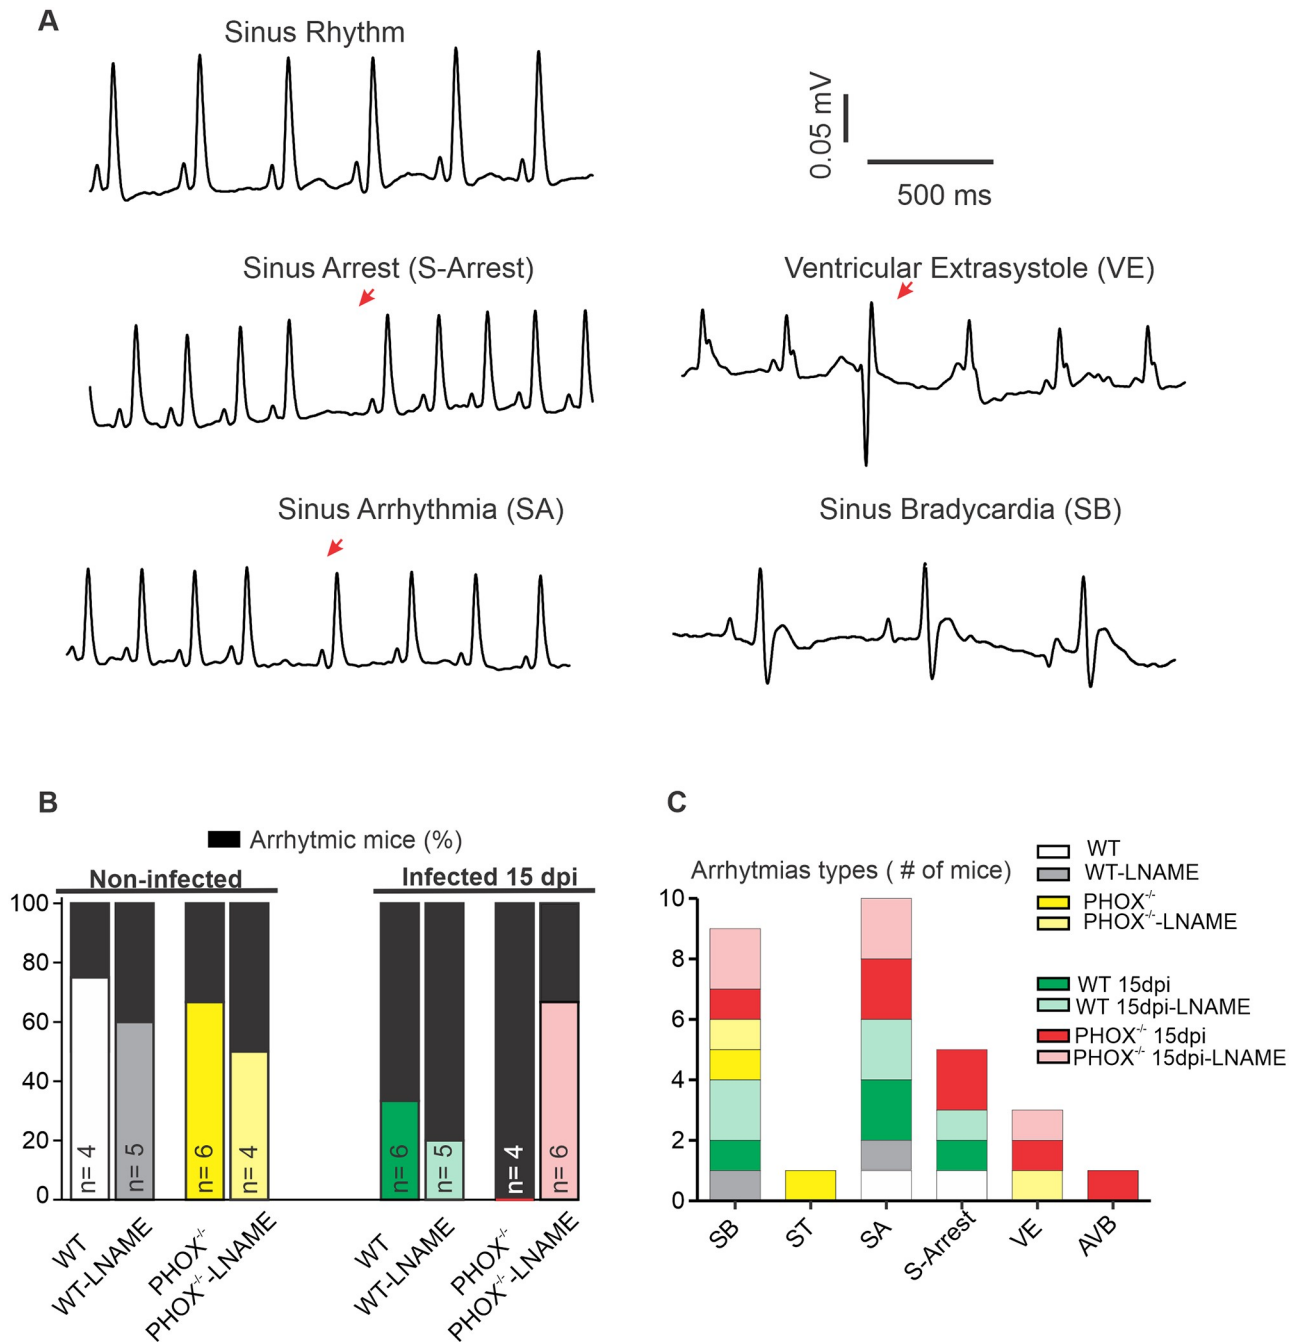 A
Sinus Rhythm
0.05 mV
500 ms
Sinus Arrest (S-Arrest)
Ventricular Extrasystole (VE)
Sinus Arrhythmia (SA)
Sinus Bradycardia (SB)
B
Arrhytmic mice (%)
Non-infected
Infected 15 dpi
100
80
60
40
20
0
n= 4
n= 5
n= 6
n= 4
n= 6
n= 5
n= 4
n= 6
WT
WT-LNAME
PHOX-/-
PHOX-/--LNAME
WT
WT-LNAME
PHOX-/-
PHOX-/--LNAME
C
Arrhytmias types ( # of mice)
10
8
6
4
2
0
SB
ST
SA
S-Arrest
VE
AVB
WT
WT-LNAME
PHOX-/-
PHOX-/--LNAME
WT 15dpi
WT 15dpi-LNAME
PHOX-/- 15dpi
PHOX-/- 15dpi-LNAME